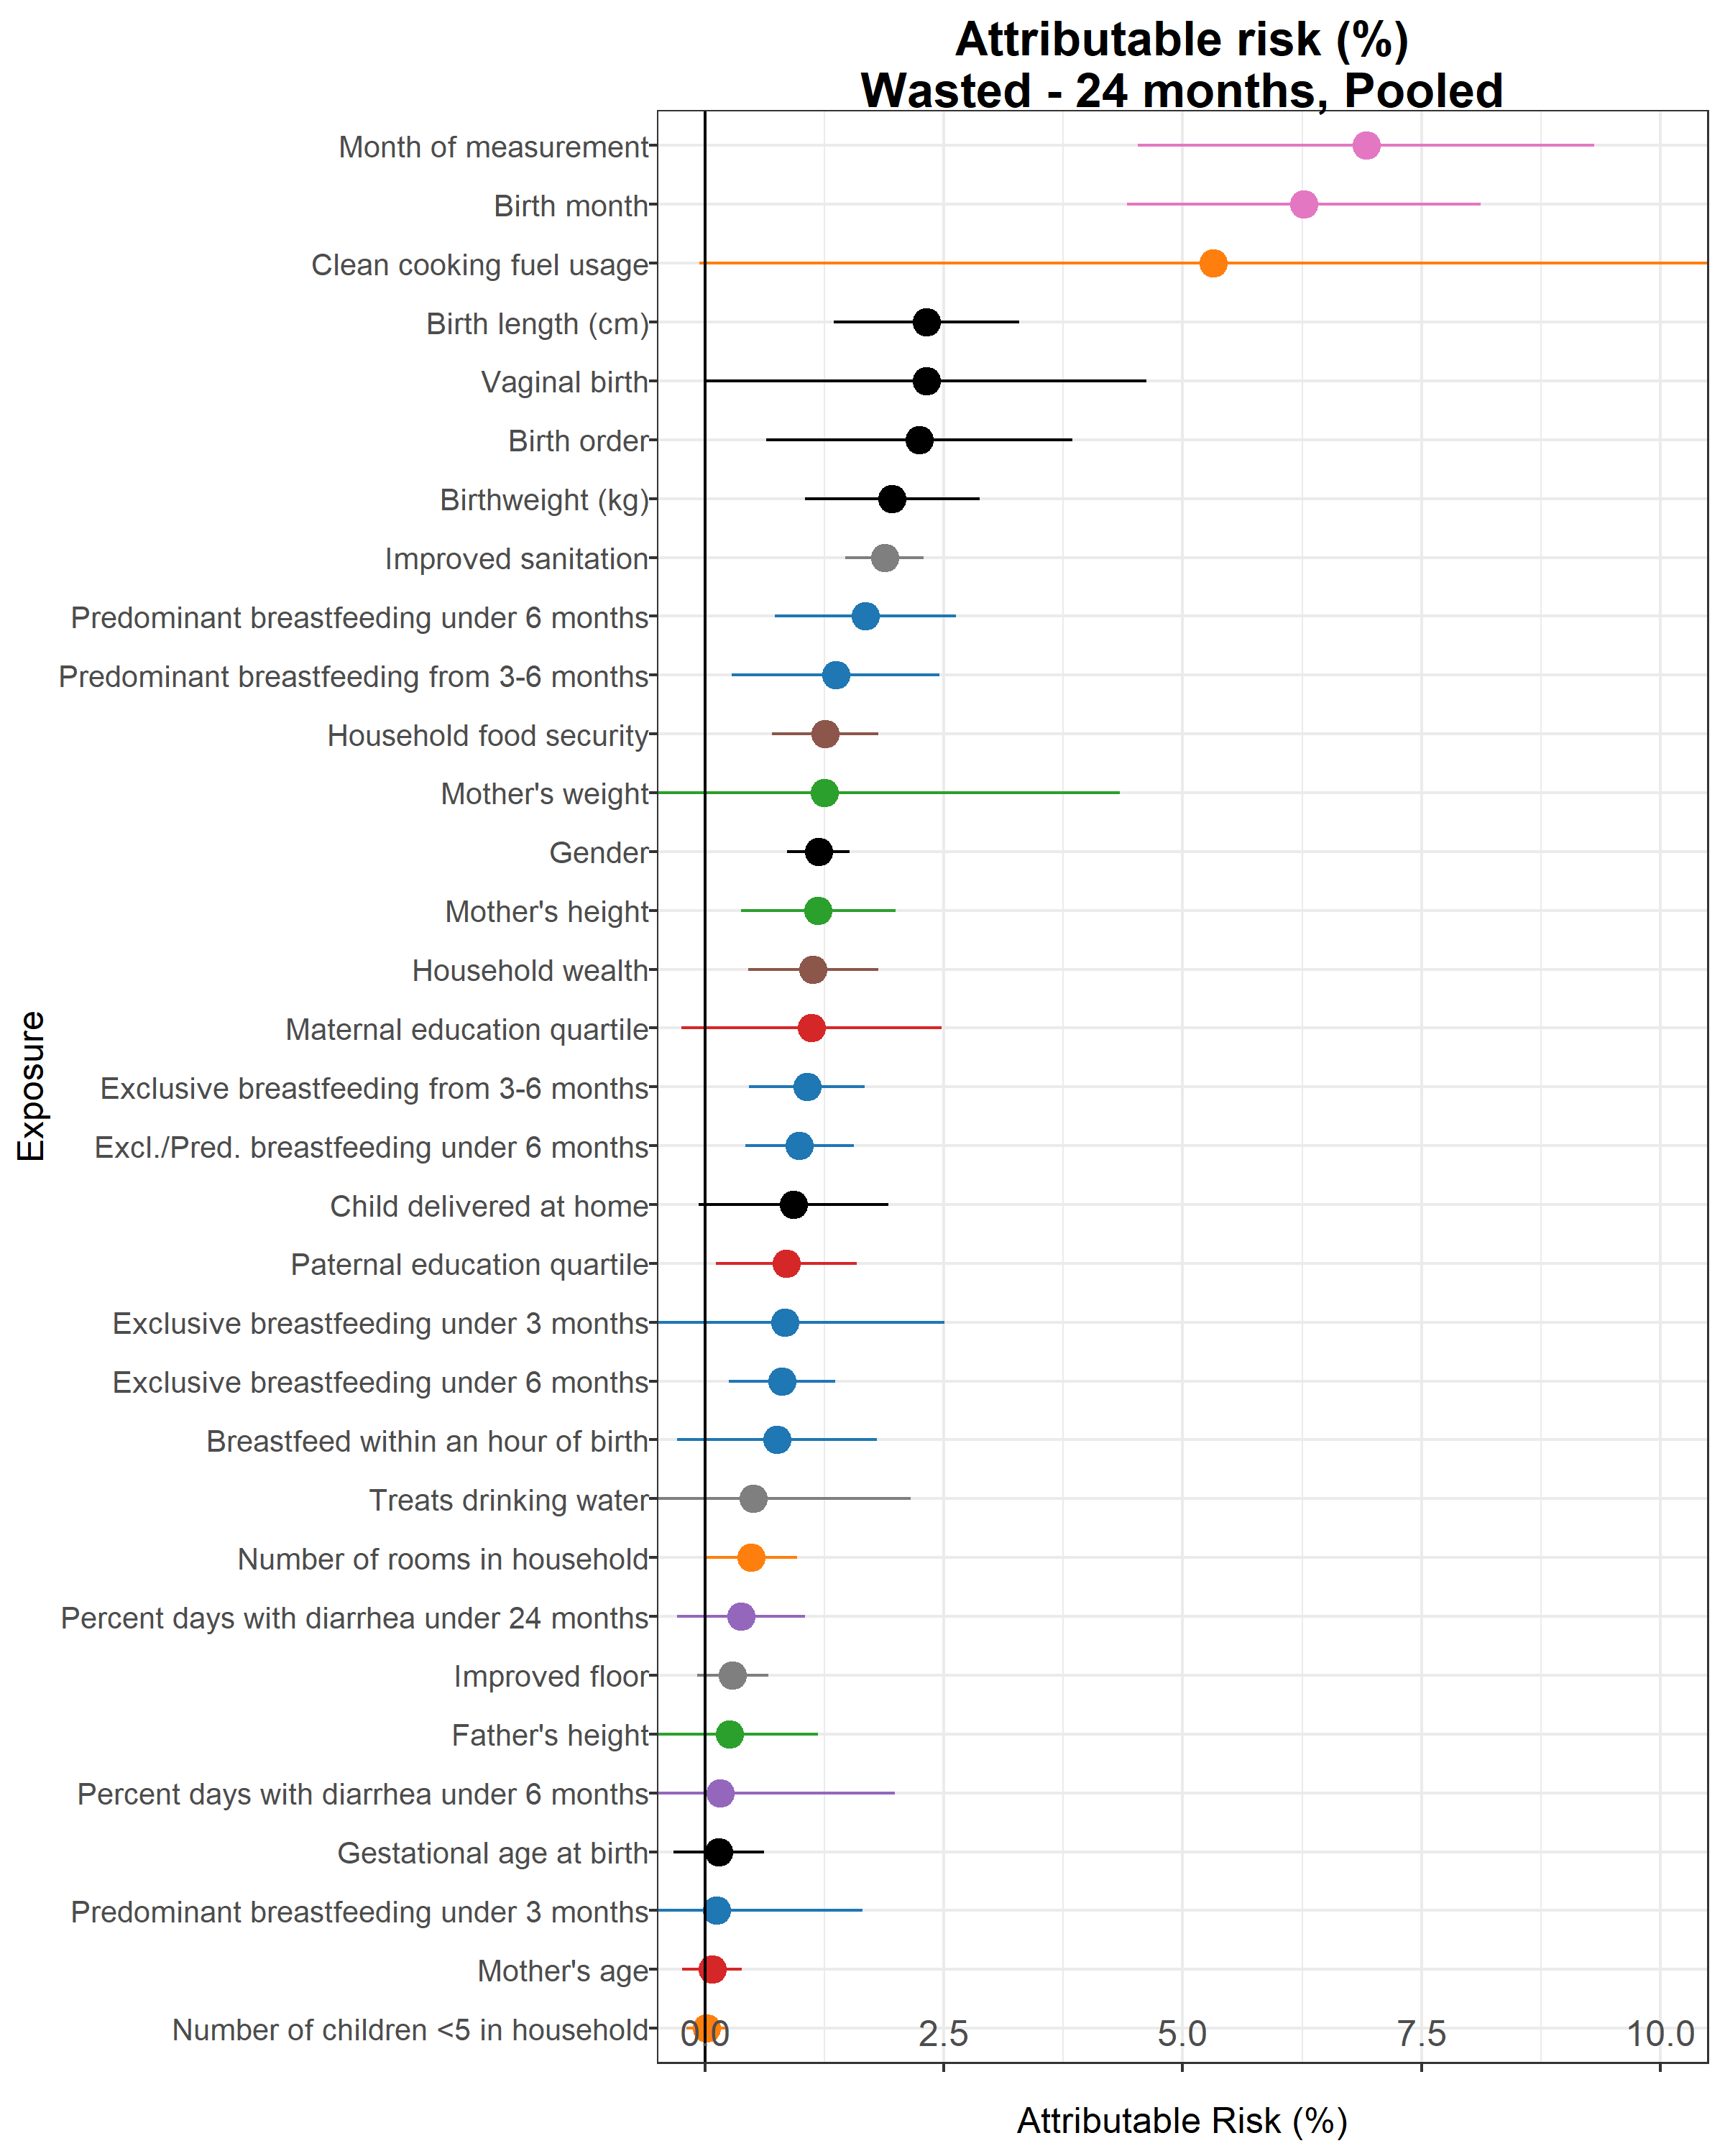 Attributable risk (%)
Wasted - 24 months, Pooled
Month of measurement
Birth month
Clean cooking fuel usage
Birth length (cm)
Vaginal birth
Birth order
Birthweight (kg)
Improved sanitation
Predominant breastfeeding under 6 months
Predominant breastfeeding from 3-6 months
Household food security
Mother's weight
Gender
Mother's height
Household wealth
Maternal education quartile
Exclusive breastfeeding from 3-6 months
Excl./Pred. breastfeeding under 6 months
Child delivered at home
Paternal education quartile
Exclusive breastfeeding under 3 months
Exclusive breastfeeding under 6 months
Breastfeed within an hour of birth
Treats drinking water
Number of rooms in household
Percent days with diarrhea under 24 months
Improved floor
Father's height
Percent days with diarrhea under 6 months
Gestational age at birth
Predominant breastfeeding under 3 months
Mother's age
Number of children <5 in household
0.0 2.5 5.0 7.5 10.0
Attributable Risk (%)
Exposure